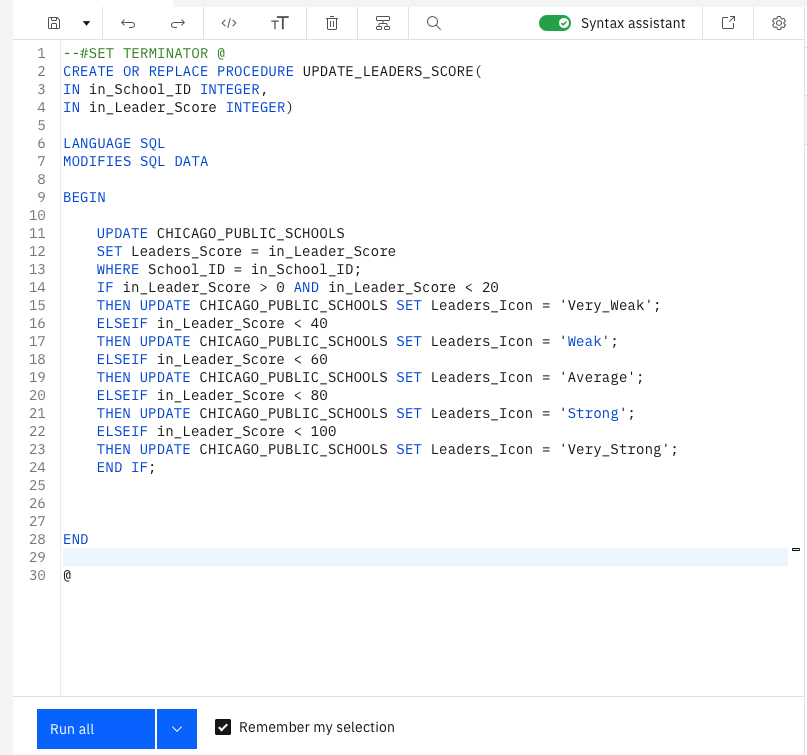 </> TT Syntax assistant
1 --#SET TERMINATOR @
2 CREATE OR REPLACE PROCEDURE UPDATE_LEADERS_SCORE(
3 IN in_School_ID INTEGER,
4 IN in_Leader_Score INTEGER)
5
6 LANGUAGE SQL
7 MODIFIES SQL DATA
8
9 BEGIN
10
11 UPDATE CHICAGO_PUBLIC_SCHOOLS
12 SET Leaders_Score = in_Leader_Score
13 WHERE School_ID = in_School_ID;
14 IF in_Leader_Score > 0 AND in_Leader_Score < 20
15 THEN UPDATE CHICAGO_PUBLIC_SCHOOLS SET Leaders_Icon = 'Very_Weak';
16 ELSEIF in_Leader_Score < 40
17 THEN UPDATE CHICAGO_PUBLIC_SCHOOLS SET Leaders_Icon = 'Weak';
18 ELSEIF in_Leader_Score < 60
19 THEN UPDATE CHICAGO_PUBLIC_SCHOOLS SET Leaders_Icon = 'Average';
20 ELSEIF in_Leader_Score < 80
21 THEN UPDATE CHICAGO_PUBLIC_SCHOOLS SET Leaders_Icon = 'Strong';
22 ELSEIF in_Leader_Score < 100
23 THEN UPDATE CHICAGO_PUBLIC_SCHOOLS SET Leaders_Icon = 'Very_Strong';
24 END IF;
25
26
27
28 END
29
30 @
Run all Remember my selection